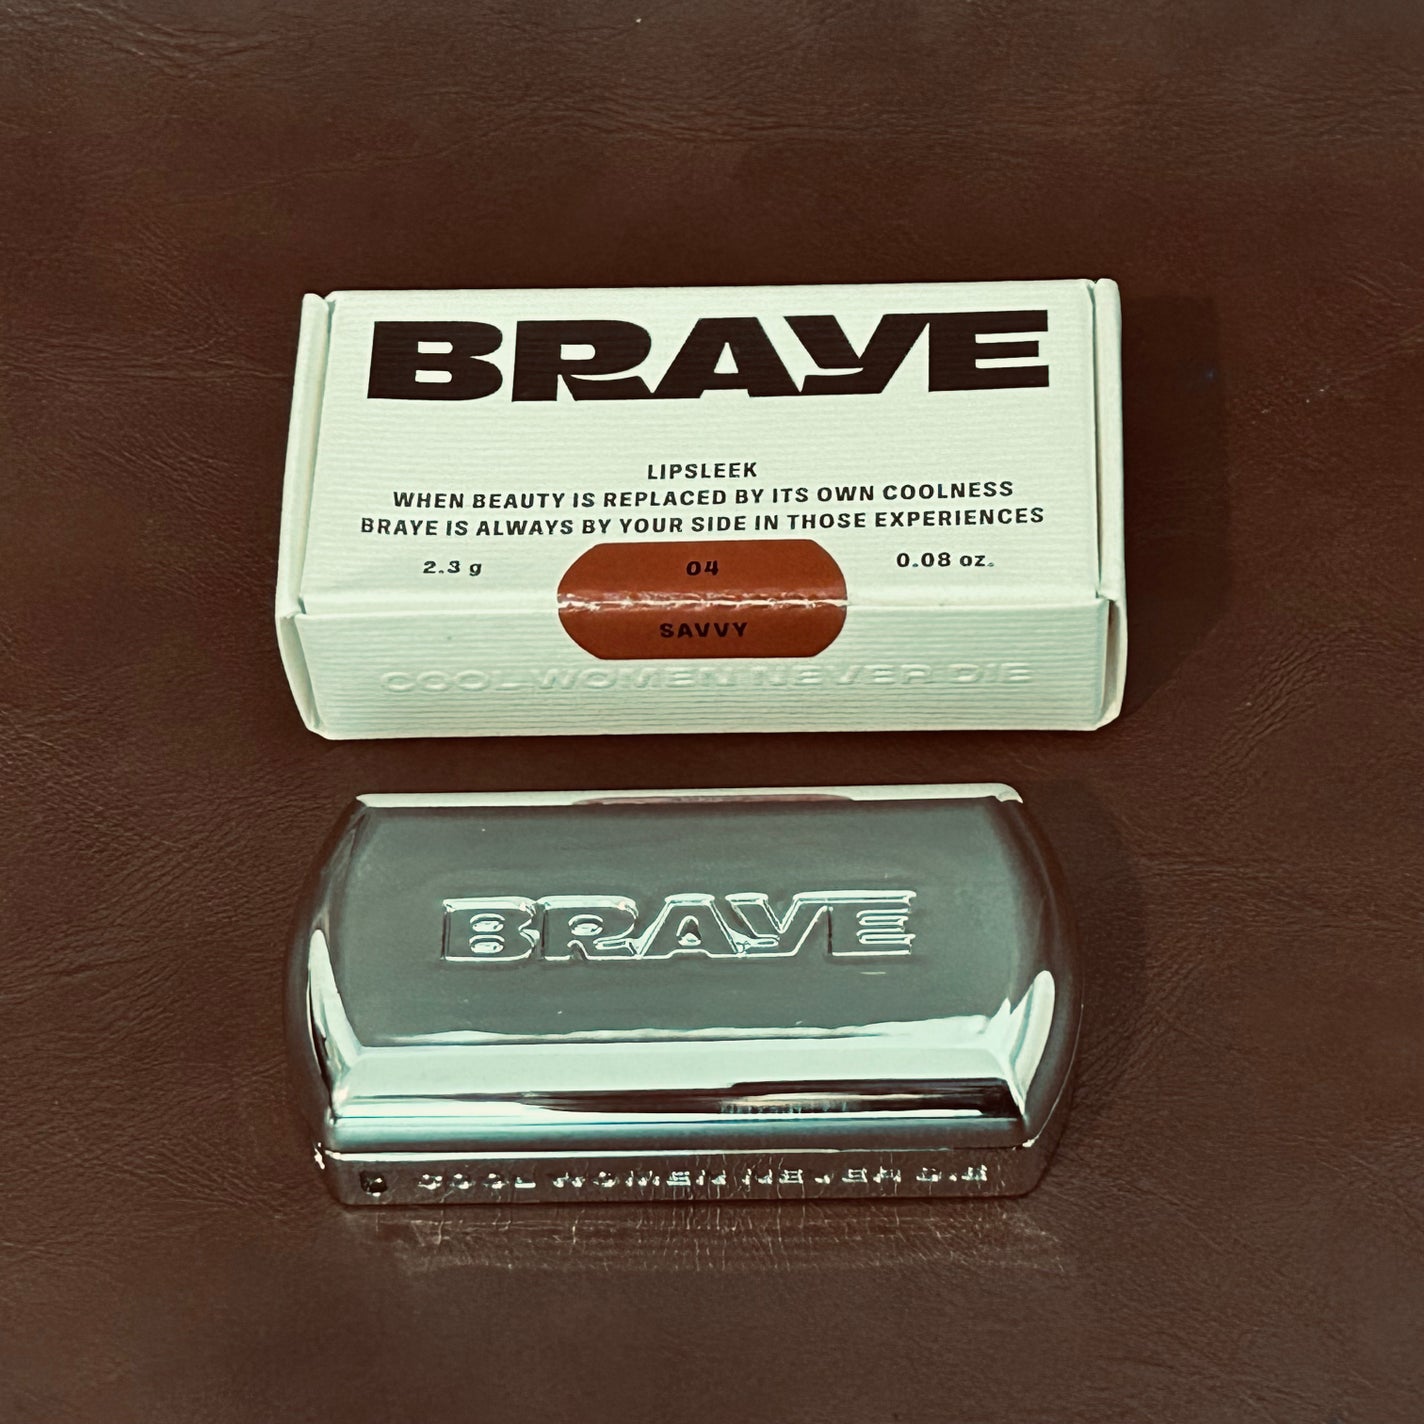 BRAYE
LIPSLEEK
WHEN BEAUTY IS REPLACED BY ITS OWN COOLNESS
BRAYE IS ALWAYS BY YOUR SIDE IN THOSE EXPERIENCES
2.3 g
04
0.08 oz.
SAVVY
COOL WOMEN NEVER DIE
BRAYE
COOL WOMEN NEVER DIE